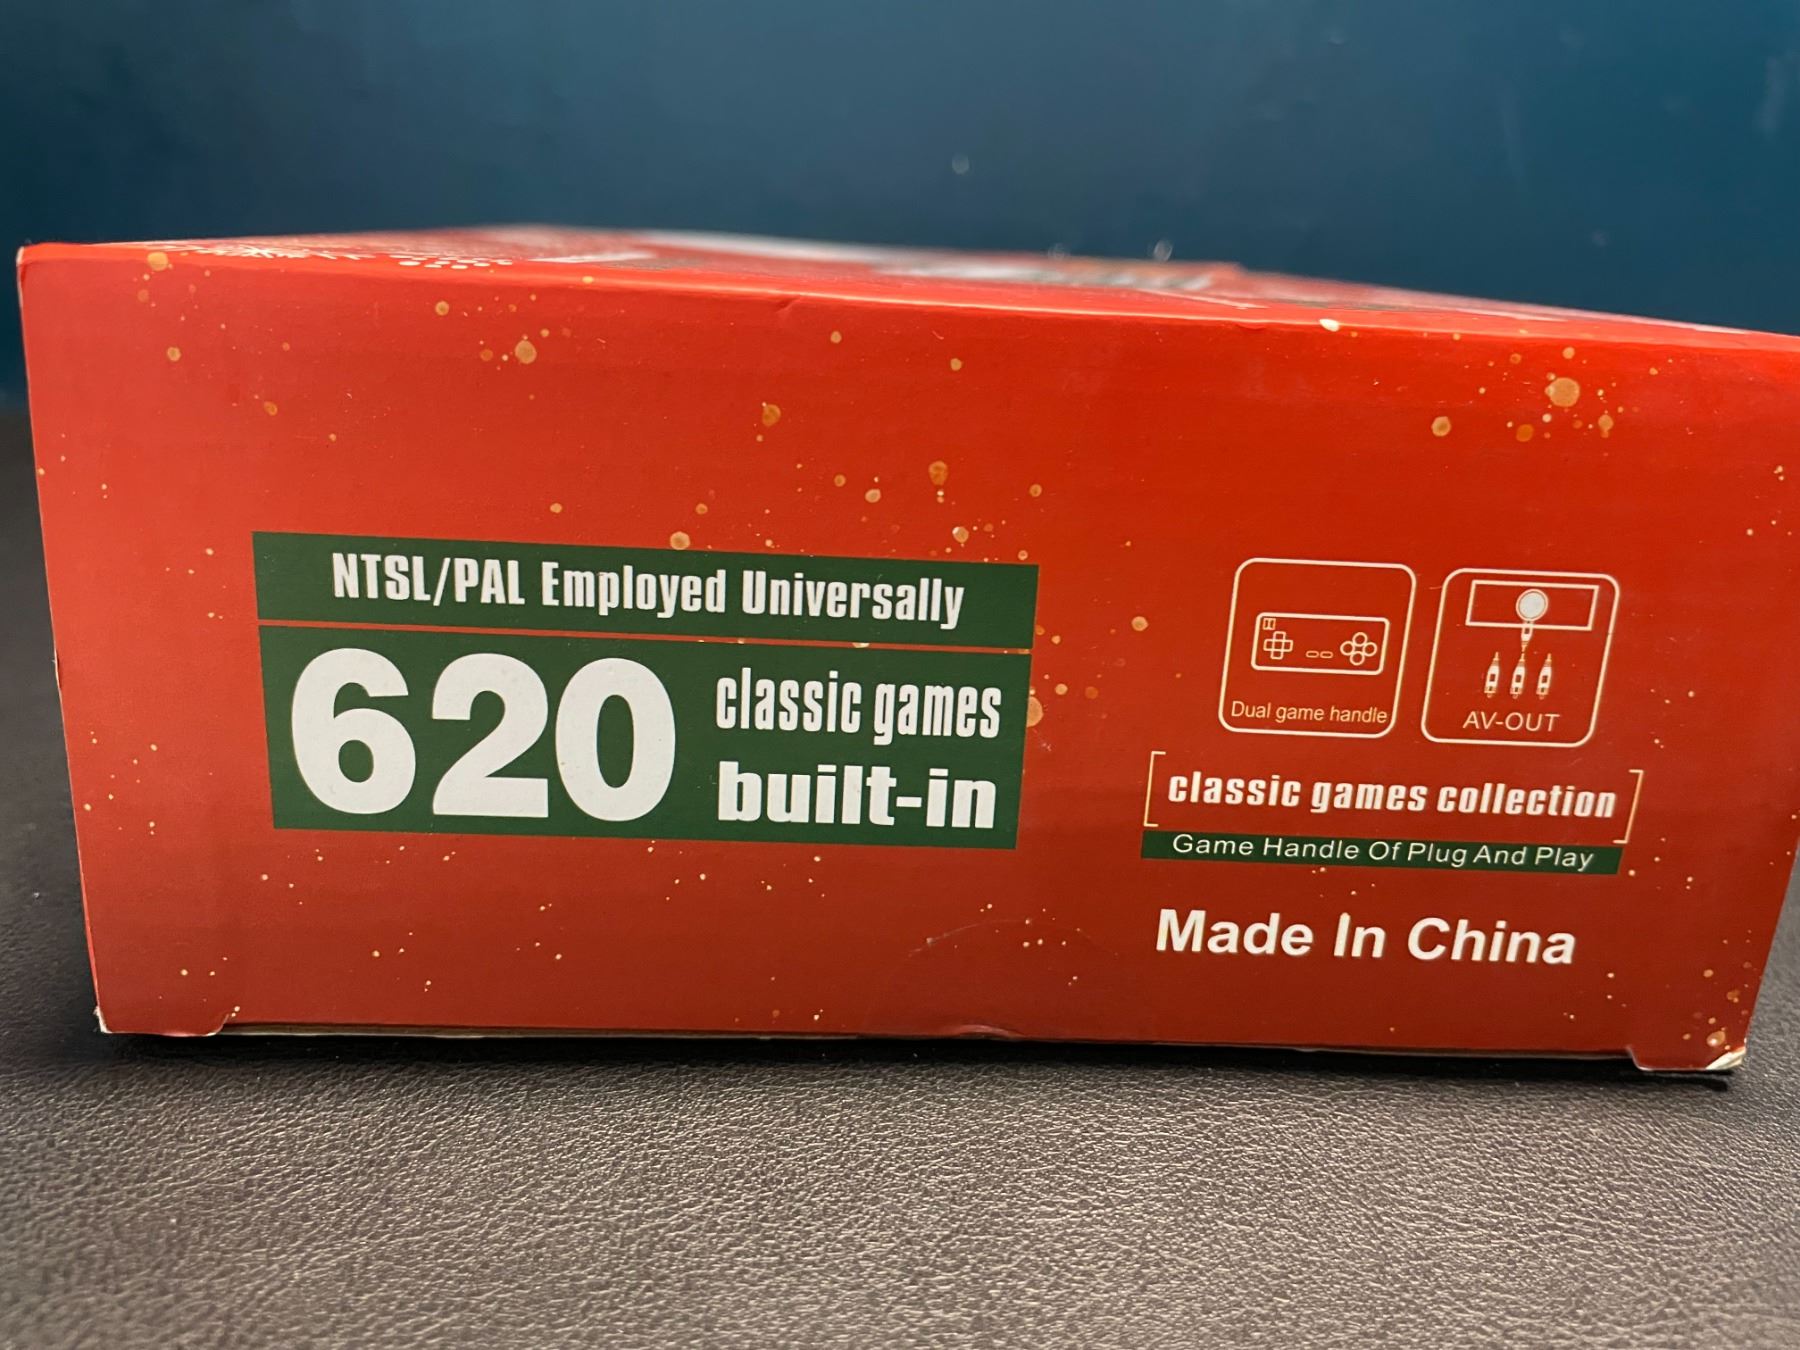 NTSL/PAL Employed Universally
620 classic games
built-in
Dual game handle
AV-OUT
classic games collection
Game Handle Of Plug And Play
Made In China